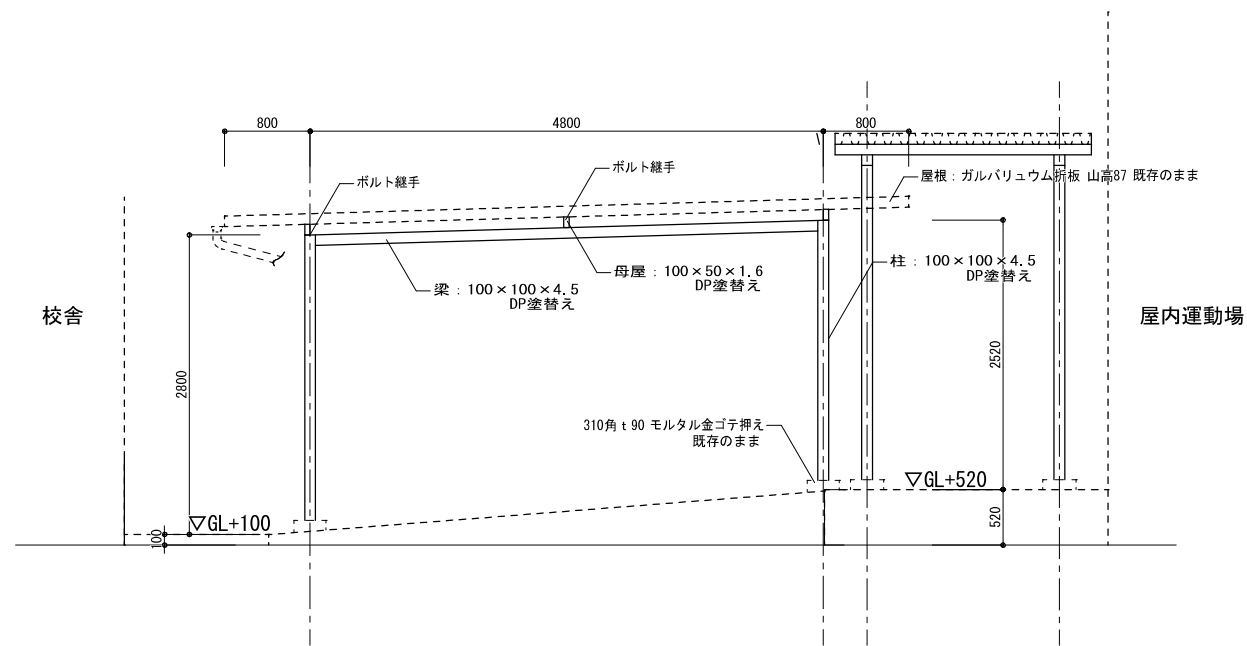 800
4800
800
ボルト継手
ボルト継手
屋根：ガルバリュウム折板 山高87 既存のまま
母屋：100×50×1.6
DP塗替え
柱：100×100×4.5
DP塗替え
梁：100×100×4.5
DP塗替え
校舎
屋内運動場
2800
2520
310角ｔ90 モルタル金ゴテ押え
既存のまま
▽GL+520
▽GL+100
520
100